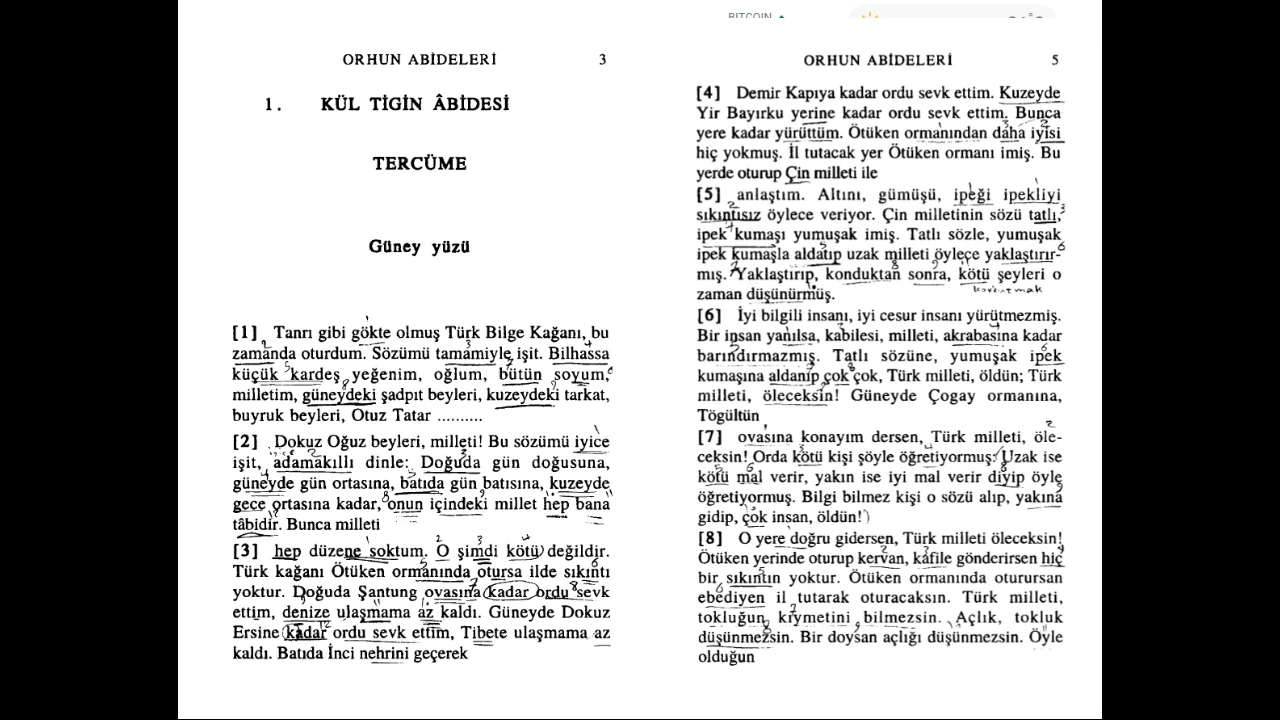 BITCOIN
ORHUN ABİDELERİ 3
1. KÜL TİGİN ÂBİDESİ
TERCÜME
Güney yüzü
[1] Tanrı gibi gökte olmuş Türk Bilge Kağanı, bu
zamanda oturdum. Sözümü tamamiyle işit. Bilhassa
küçük kardeş yeğenim, oğlum, bütün soyum,
milletim, güneydeki şadpıt beyleri, kuzeydeki tarkat,
buyruk beyleri, Otuz Tatar ..........
[2] Dokuz Oğuz beyleri, milleti! Bu sözümü iyice
işit, adamakıllı dinle: Doğuda gün doğusuna,
güneyde gün ortasına, batıda gün batısına, kuzeyde
gece ortasına kadar, onun içindeki millet hep bana
tâbidir. Bunca milleti
[3] hep düzene soktum. O şimdi kötü değildir.
Türk kağanı Ötüken ormanında otursa ilde sıkıntı
yoktur. Doğuda Şantung ovasına kadar ordu sevk
ettim, denize ulaşmama az kaldı. Güneyde Dokuz
Ersine kadar ordu sevk ettim, Tibete ulaşmama az
kaldı. Batıda İnci nehrini geçerek
ORHUN ABİDELERİ 5
[4] Demir Kapıya kadar ordu sevk ettim. Kuzeyde
Yir Bayırku yerine kadar ordu sevk ettim. Bunca
yere kadar yürüttüm. Ötüken ormanından daha iyisi
hiç yokmuş. İl tutacak yer Ötüken ormanı imiş. Bu
yerde oturup Çin milleti ile
[5] anlaştım. Altını, gümüşü, ipeği ipekliyi
sıkıntısız öylece veriyor. Çin milletinin sözü tatlı,
ipek kumaşı yumuşak imiş. Tatlı sözle, yumuşak
ipek kumaşla aldatıp uzak milleti öylece yaklaştırır-
mış. Yaklaştırıp, konduktan sonra, kötü şeyleri o
zaman düşünürmüş.
[6] İyi bilgili insanı, iyi cesur insanı yürütmezmiş.
Bir insan yanılsa, kabilesi, milleti, akrabasına kadar
barındırmazmış. Tatlı sözüne, yumuşak ipek
kumaşına aldanıp çok çok, Türk milleti, öldün; Türk
milleti, öleceksin! Güneyde Çogay ormanına,
Tögültün
[7] ovasına konayım dersen, Türk milleti, öle-
ceksin! Orda kötü kişi şöyle öğretiyormuş: Uzak ise
kötü mal verir, yakın ise iyi mal verir diyip öyle
öğretiyormuş. Bilgi bilmez kişi o sözü alıp, yakına
gidip, çok insan, öldün!
[8] O yere doğru gidersen, Türk milleti öleceksin!
Ötüken yerinde oturup kervan, kafile gönderirsen hiç
bir sıkıntın yoktur. Ötüken ormanında oturursan
ebediyen il tutarak oturacaksın. Türk milleti,
tokluğun kıymetini bilmezsin. Açlık, tokluk
düşünmezsin. Bir doysan açlığı düşünmezsin. Öyle
olduğun